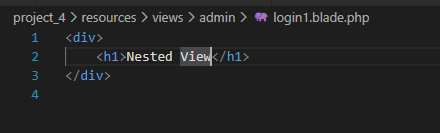 project_4 > resources > views > admin > login1.blade.php
1 <div>
2 <h1>Nested View</h1>
3 </div>
4